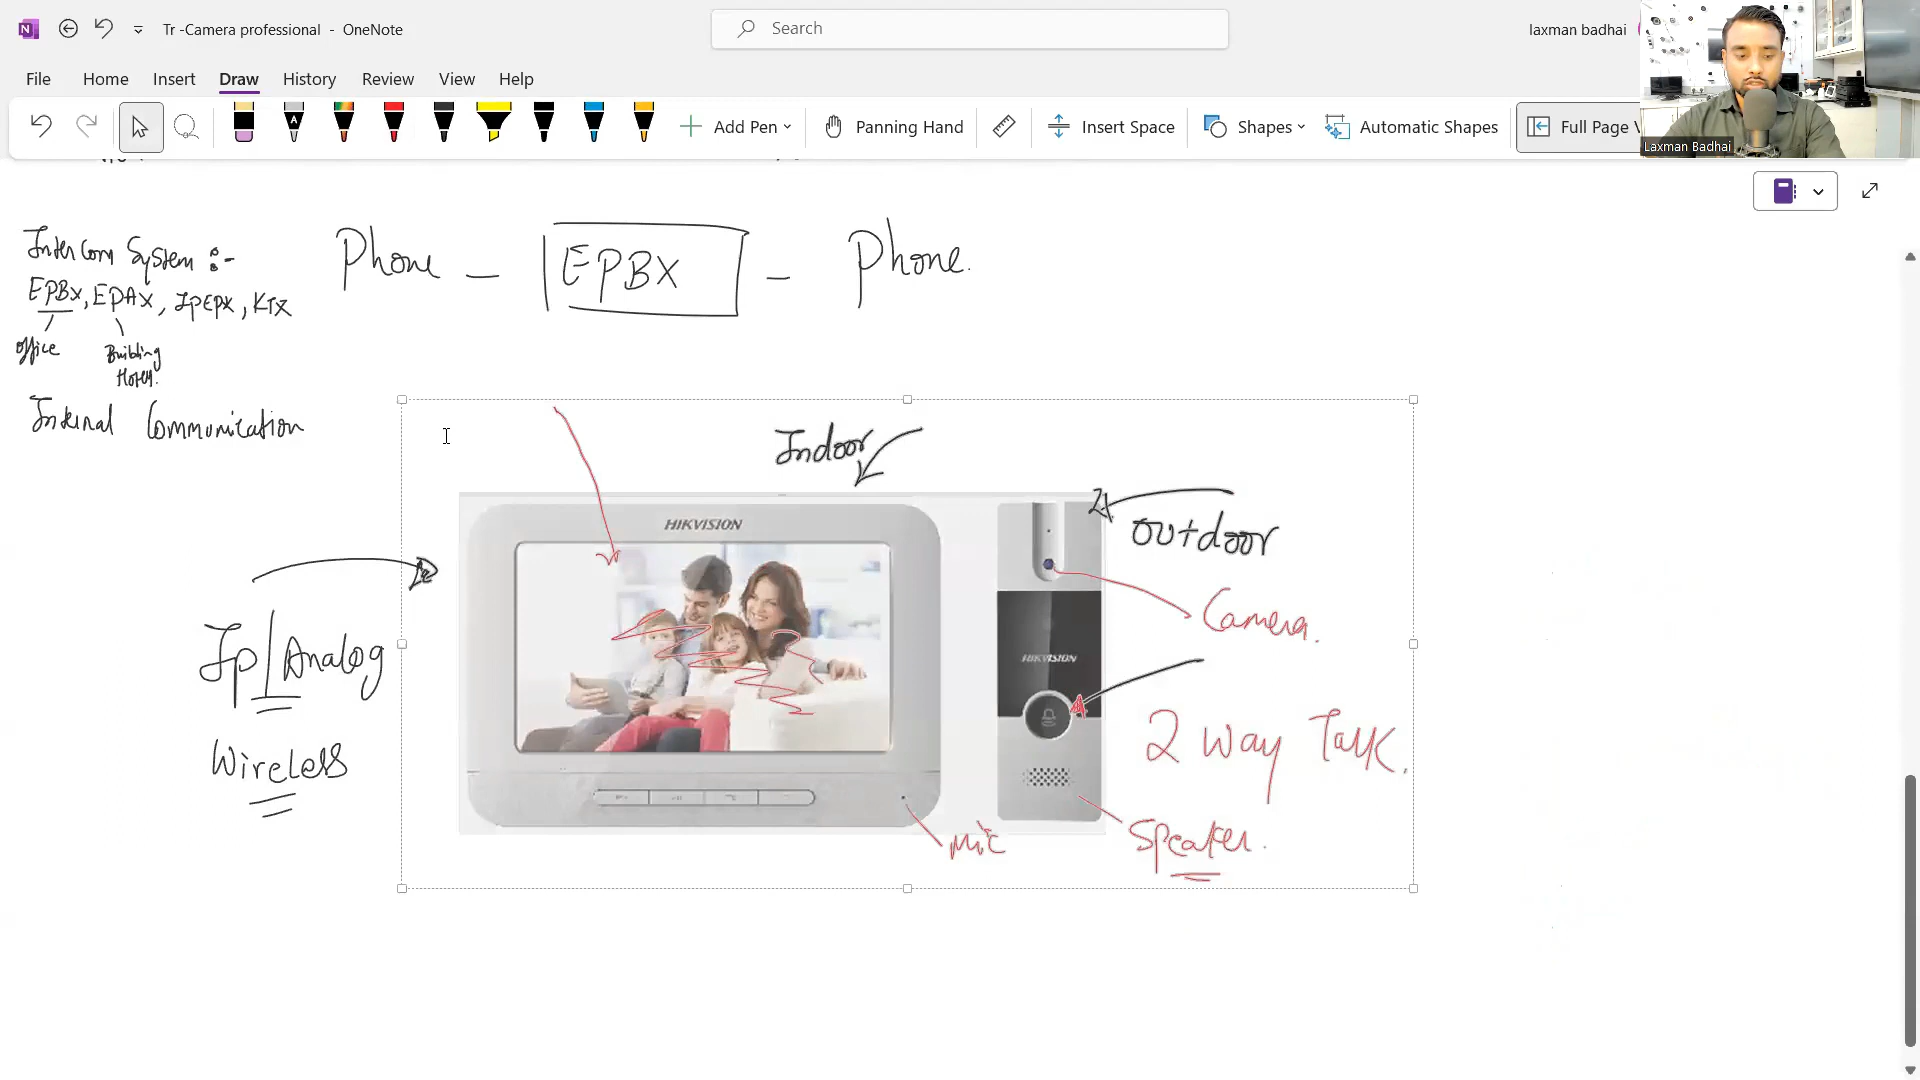 Tr -Camera professional - OneNote
Search
laxman badhai
File Home Insert Draw History Review View Help
Add Pen
Panning Hand
Insert Space
Shapes
Automatic Shapes
Full Page V
Laxman Badhai
Intercom System :-
EPBX, EPAX, IPEPX, KTX
office
Building
Hotel.
Internal Communication
Phone - EPBX - Phone.
Indoor
outdoor
HIKVISION
HIKVISION
Camera.
Ip/Analog
Wireless
2 way Talk.
Mic
Speaker.